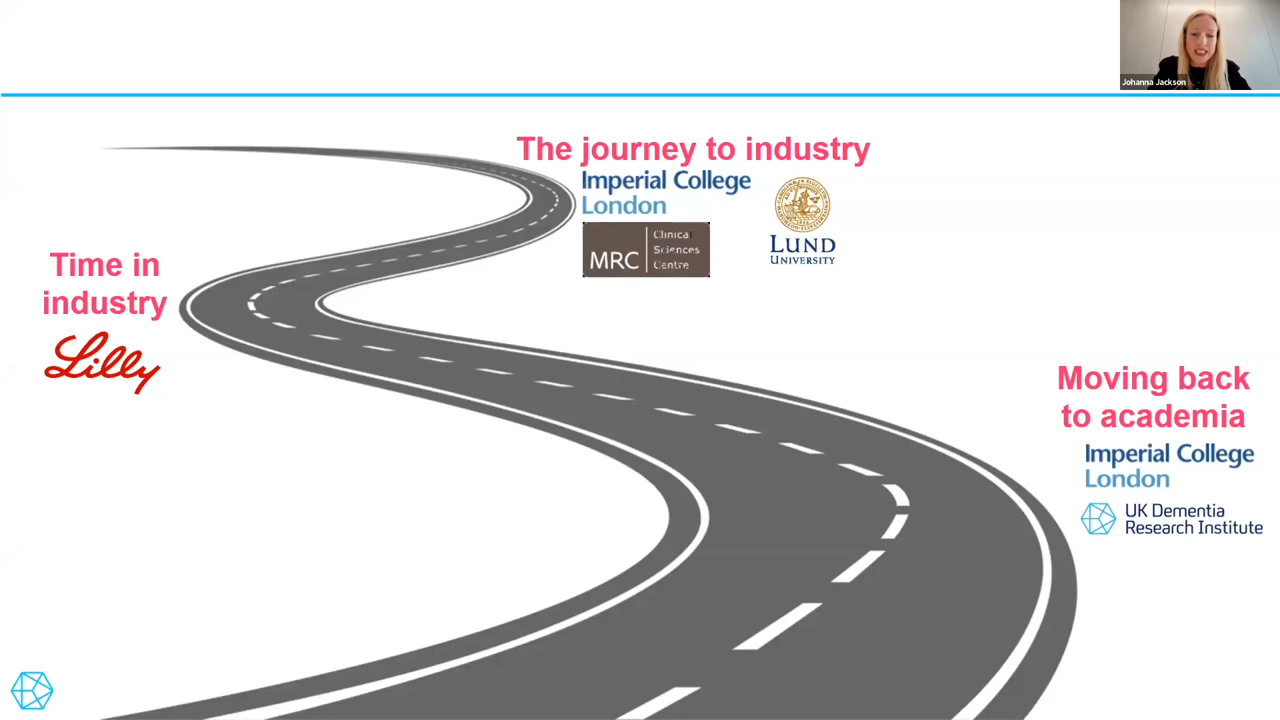 Johanna Jackson
The journey to industry
Imperial College
London
MRC
Clinical
Sciences
Centre
LUND
UNIVERSITY
Time in
industry
Lilly
Moving back
to academia
Imperial College
London
UK Dementia
Research Institute